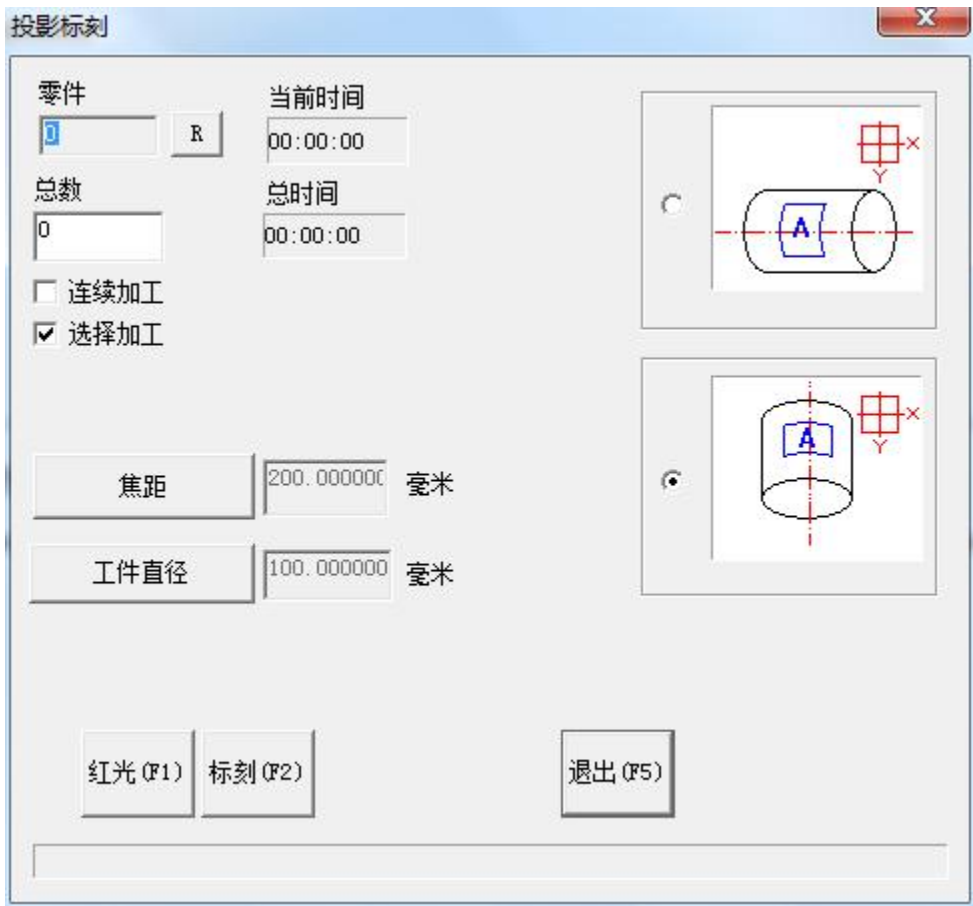 投影标刻
零件
当前时间
0
R
00:00:00
总数
总时间
0
00:00:00
连续加工
选择加工
X
Y
A
焦距
200.000000
毫米
A
X
Y
工件直径
100.000000
毫米
红光(F1)
标刻(F2)
退出(F5)